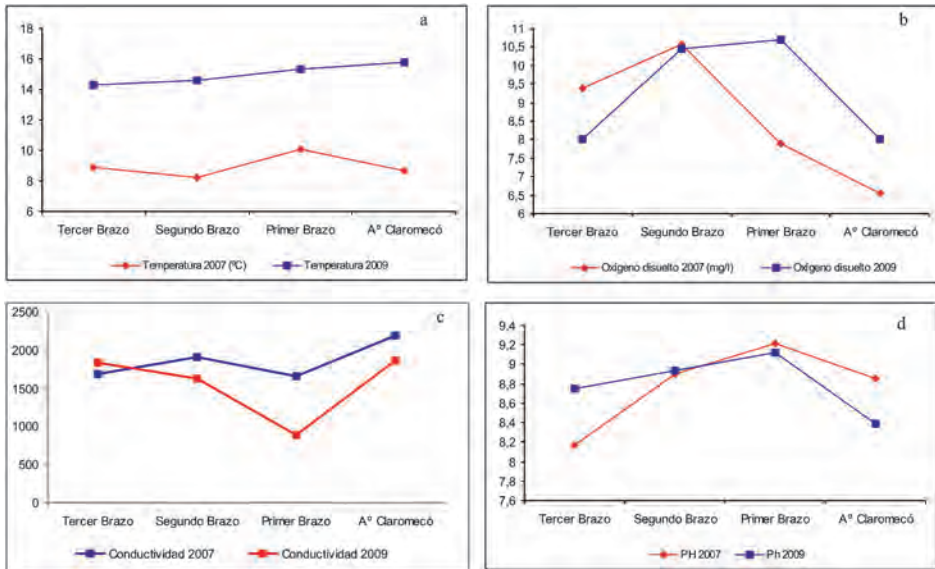 a
18
16
14
12
10
8
6
Tercer Brazo Segundo Brazo Primer Brazo Aº Claromecó
Temperatura 2007 (ºC) Temperatura 2009
b
11
10,5
10
9,5
9
8,5
8
7,5
7
6,5
6
Tercer Brazo Segundo Brazo Primer Brazo Aº Claromecó
Oxígeno disuelto 2007 (mg/l) Oxígeno disuelto 2009
c
2500
2000
1500
1000
500
0
Tercer Brazo Segundo Brazo Primer Brazo Aº Claromecó
Conductividad 2007 Conductividad 2009
d
9,4
9,2
9
8,8
8,6
8,4
8,2
8
7,8
7,6
Tercer Brazo Segundo Brazo Primer Brazo Aº Claromecó
PH 2007 Ph 2009